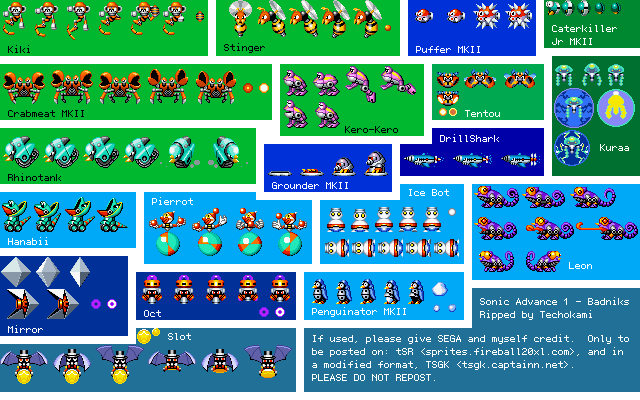 Kiki
Stinger
Puffer MKII
Caterkiller
Jr MKII
Crabmeat MKII
Kero-Kero
Tentou
Kuraa
Rhinotank
Grounder MKII
DrillShark
Hanabii
Pierrot
Ice Bot
Leon
Mirror
Oct
Penguinator MKII
Slot
Sonic Advance 1 - Badniks
Ripped by Techokami
If used, please give SEGA and myself credit.  Only to
be posted on: tSR <sprites.fireball20xl.com>, and in
a modified format, TSGK <tsgk.captainn.net>.
PLEASE DO NOT REPOST.